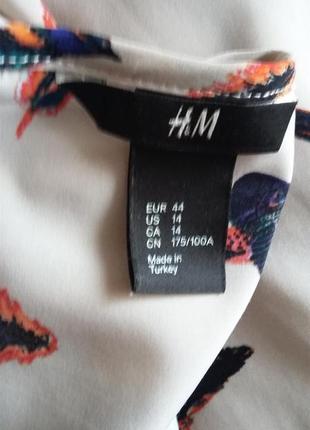 H&M
EUR 44
US 14
CA 14
CN 175/100A
Made in
Turkey